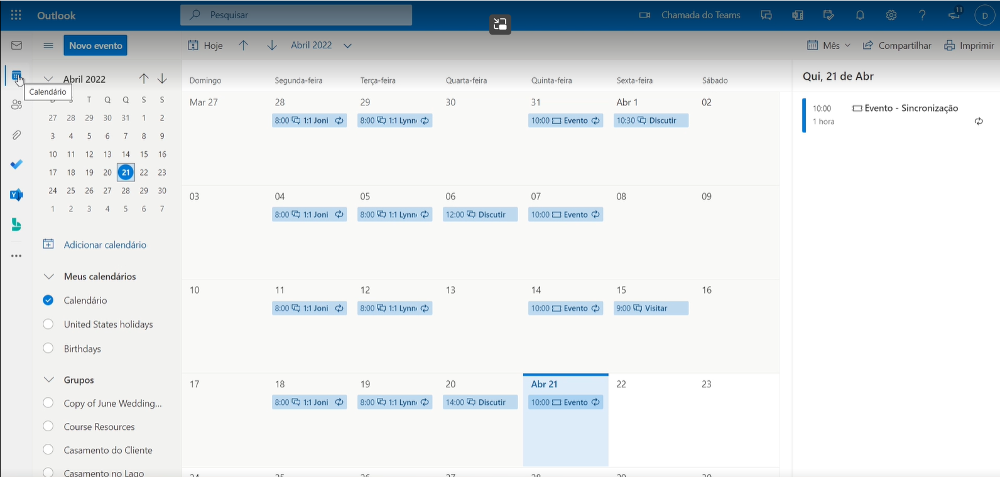 Outlook
Pesquisar
Chamada do Teams
11
D
Novo evento
Hoje
Abril 2022
Mês
Compartilhar
Imprimir
Abril 2022
Calendário
T Q Q S S
27 28 29 30 31 1 2
3 4 5 6 7 8 9
10 11 12 13 14 15 16
17 18 19 20 21 22 23
24 25 26 27 28 29 30
1 2 3 4 5 6 7
Adicionar calendário
Meus calendários
Calendário
United States holidays
Birthdays
Grupos
Copy of June Wedding...
Course Resources
Casamento do Cliente
Casamento no Lago
Domingo Segunda-feira Terça-feira Quarta-feira Quinta-feira Sexta-feira Sábado
Mar 27 28 29 30 31 Abr 1 02
8:00 1:1 Joni 8:00 1:1 Lynn 10:00 Evento 10:30 Discutir
03 04 05 06 07 08 09
8:00 1:1 Joni 8:00 1:1 Lynn 12:00 Discutir 10:00 Evento
10 11 12 13 14 15 16
8:00 1:1 Joni 8:00 1:1 Lynn 10:00 Evento 9:00 Visitar
17 18 19 20 Abr 21 22 23
8:00 1:1 Joni 8:00 1:1 Lynn 14:00 Discutir 10:00 Evento
24 25 26 27 28 29 30
Qui, 21 de Abr
10:00 Evento - Sincronização
1 hora